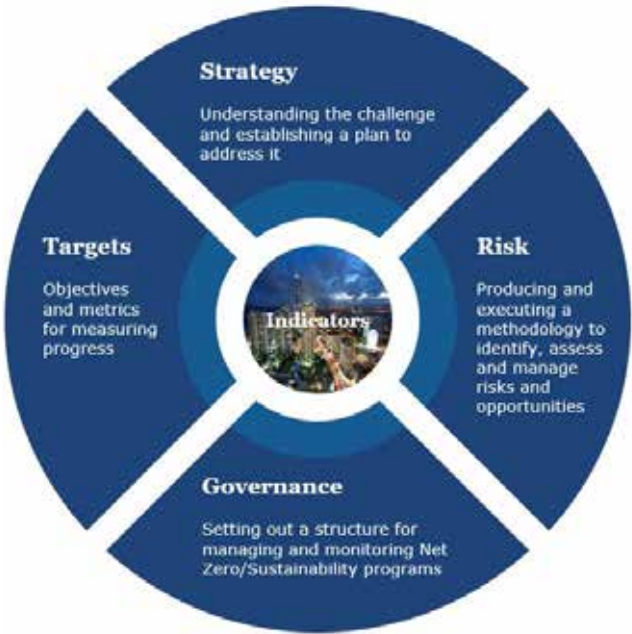 Strategy
Understanding the challenge
and establishing a plan to
address it
Targets
Objectives
and metrics
for measuring
progress
Indicators
Risk
Producing and
executing a
methodology to
identify, assess
and manage
risks and
opportunities
Governance
Setting out a structure for
managing and monitoring Net
Zero/Sustainability programs